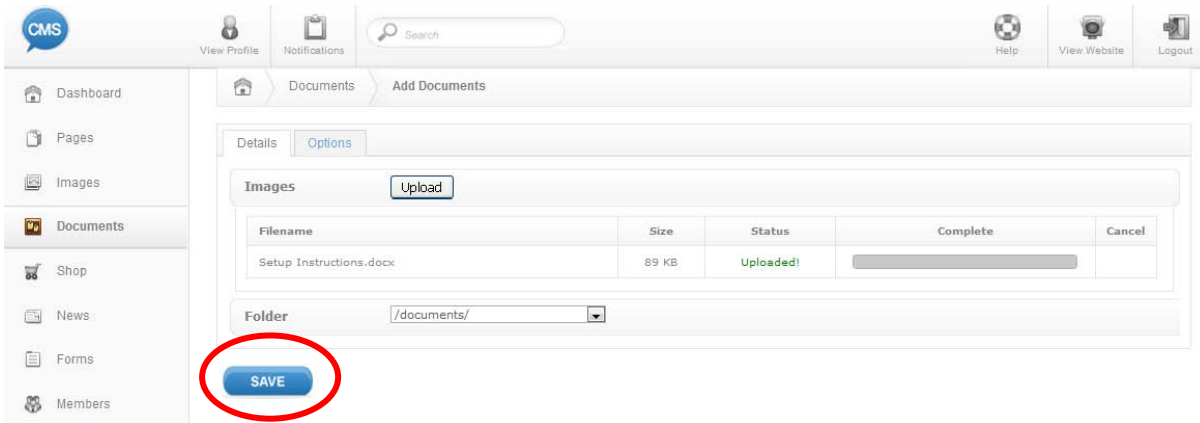 CMS
View Profile
Notifications
Search
Help
View Website
Logout
Dashboard
Pages
Images
Documents
Shop
News
Forms
Members
Documents
Add Documents
Details
Options
Images
Upload
Filename Size Status Complete Cancel
Setup Instructions.docx 89 KB Uploaded!
Folder /documents/
SAVE